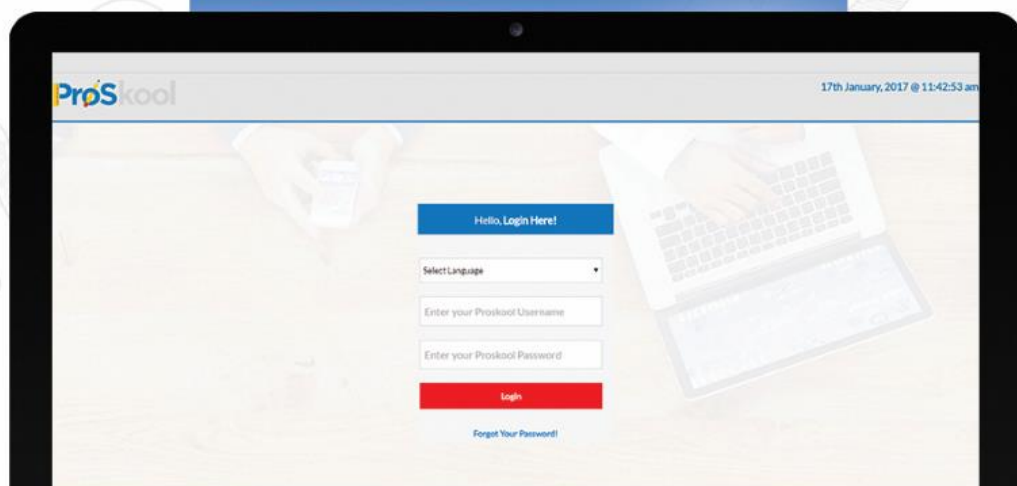 ProSkool
17th January, 2017 @ 11:42:53 am
Hello, Login Here!
Select Language
Enter your Proskool Username
Enter your Proskool Password
Login
Forgot Your Password!